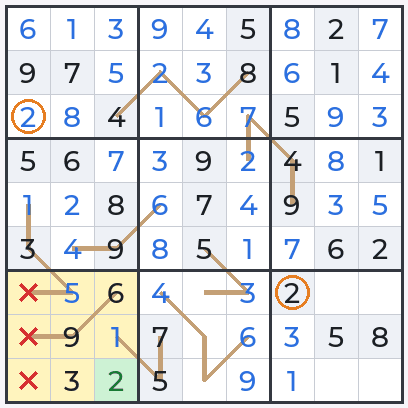 6 1 3 9 4 5 8 2 7
9 7 5 2 3 8 6 1 4
2 8 4 1 6 7 5 9 3
5 6 7 3 9 2 4 8 1
1 2 8 6 7 4 9 3 5
3 4 9 8 5 1 7 6 2
× 5 6 4 3 2
× 9 1 7 6 3 5 8
× 3 2 5 9 1